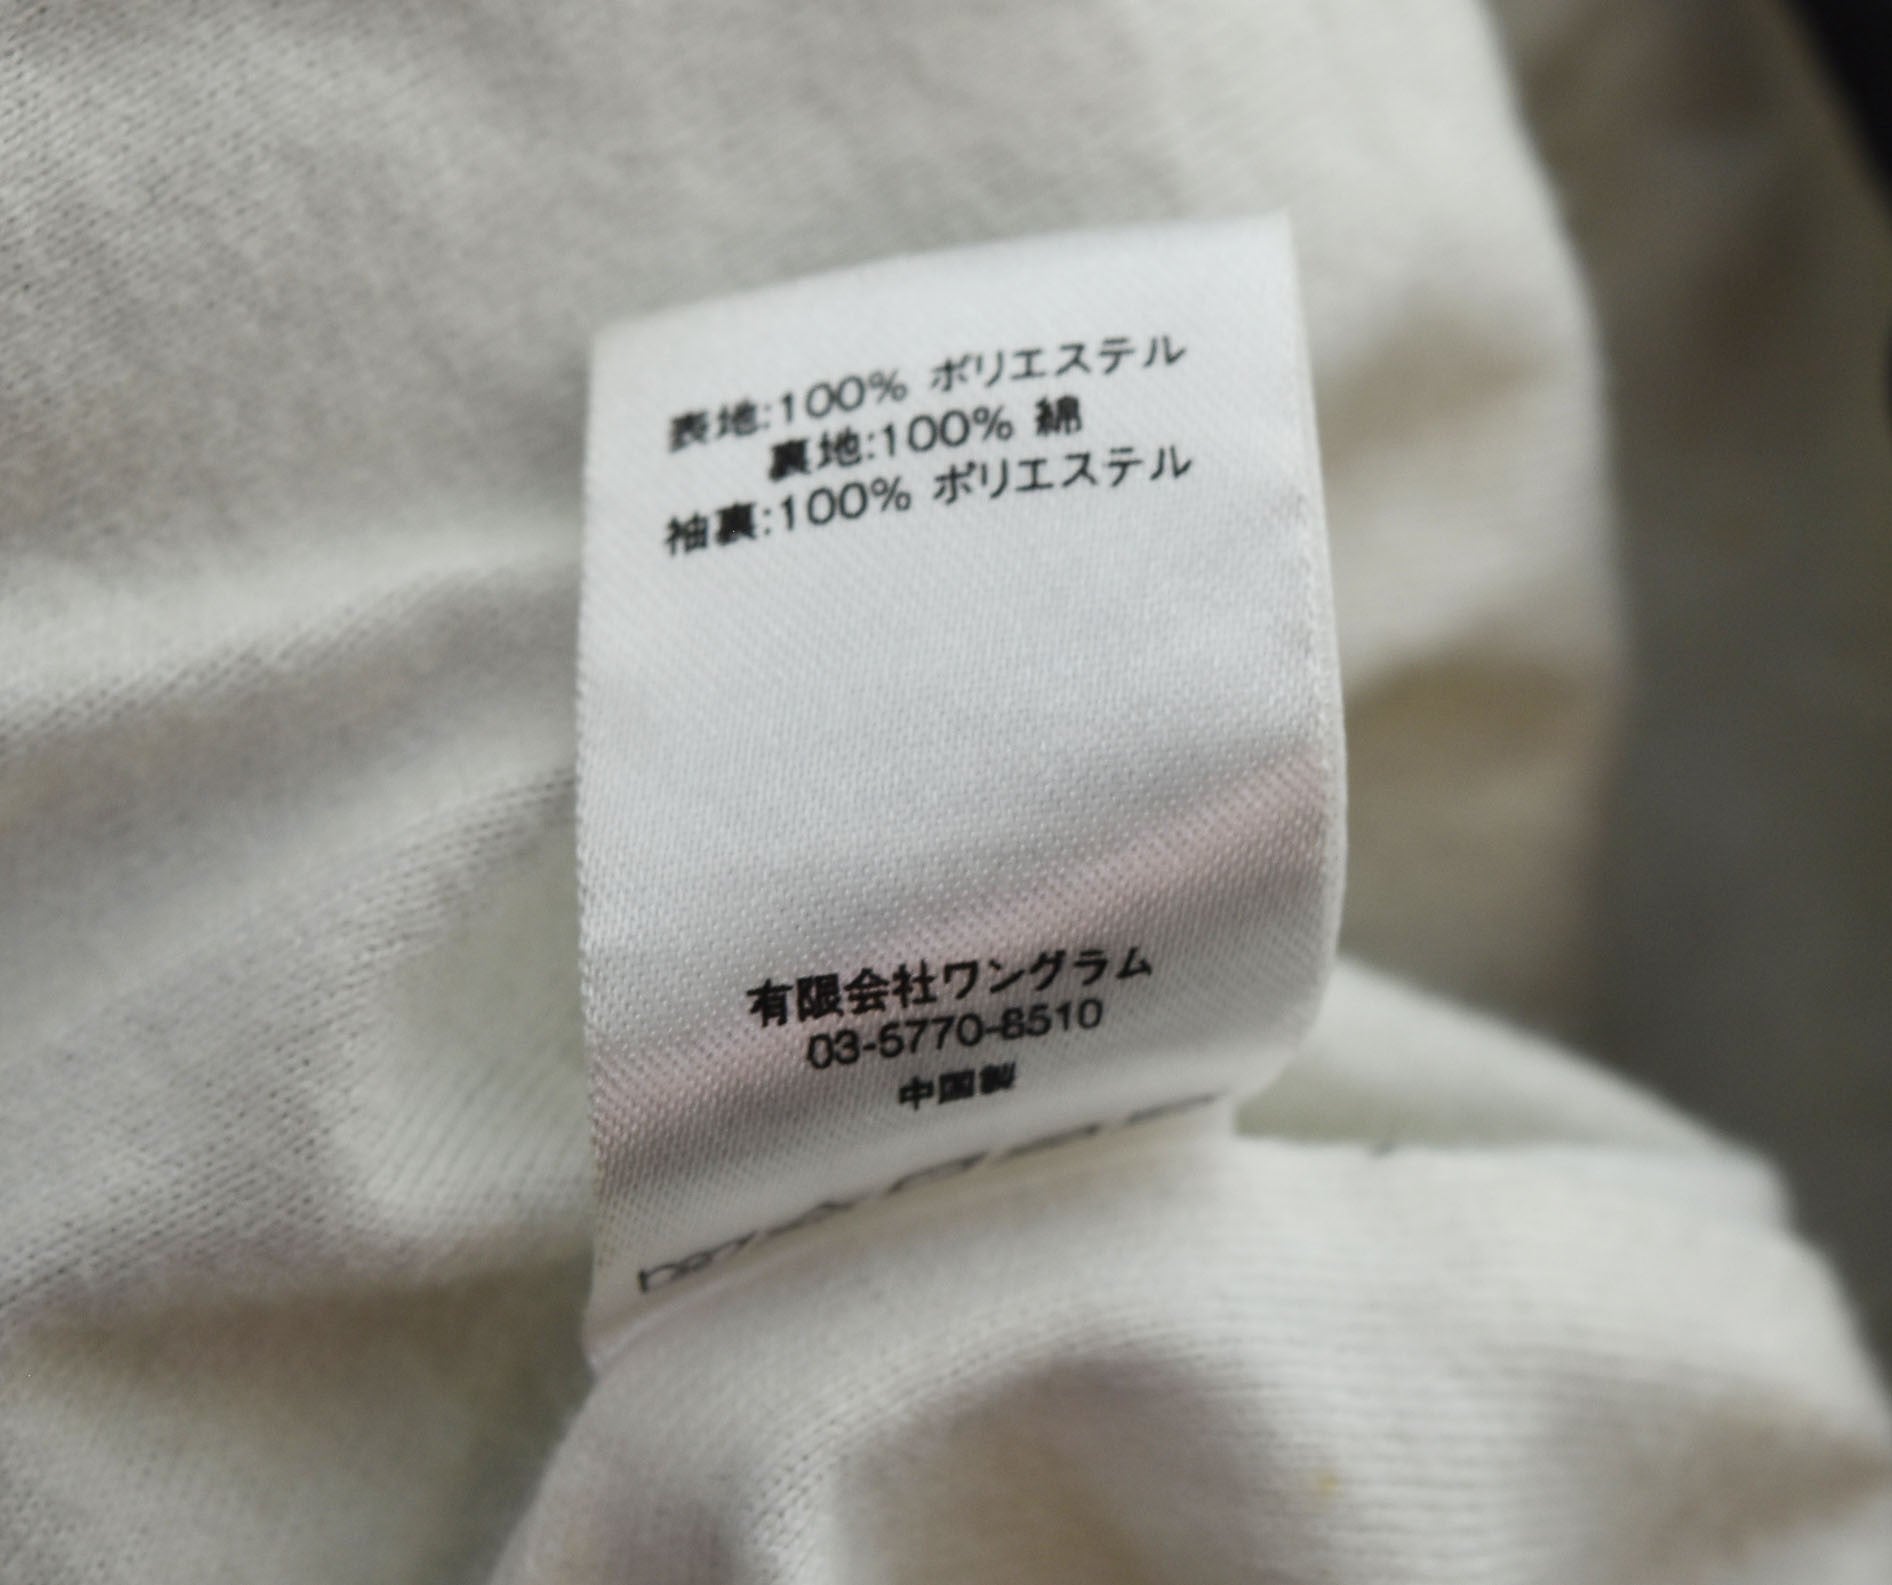 表地:100% ポリエステル
裏地:100% 綿
袖裏:100% ポリエステル
有限会社ワングラム
03-5770-8510
中国製